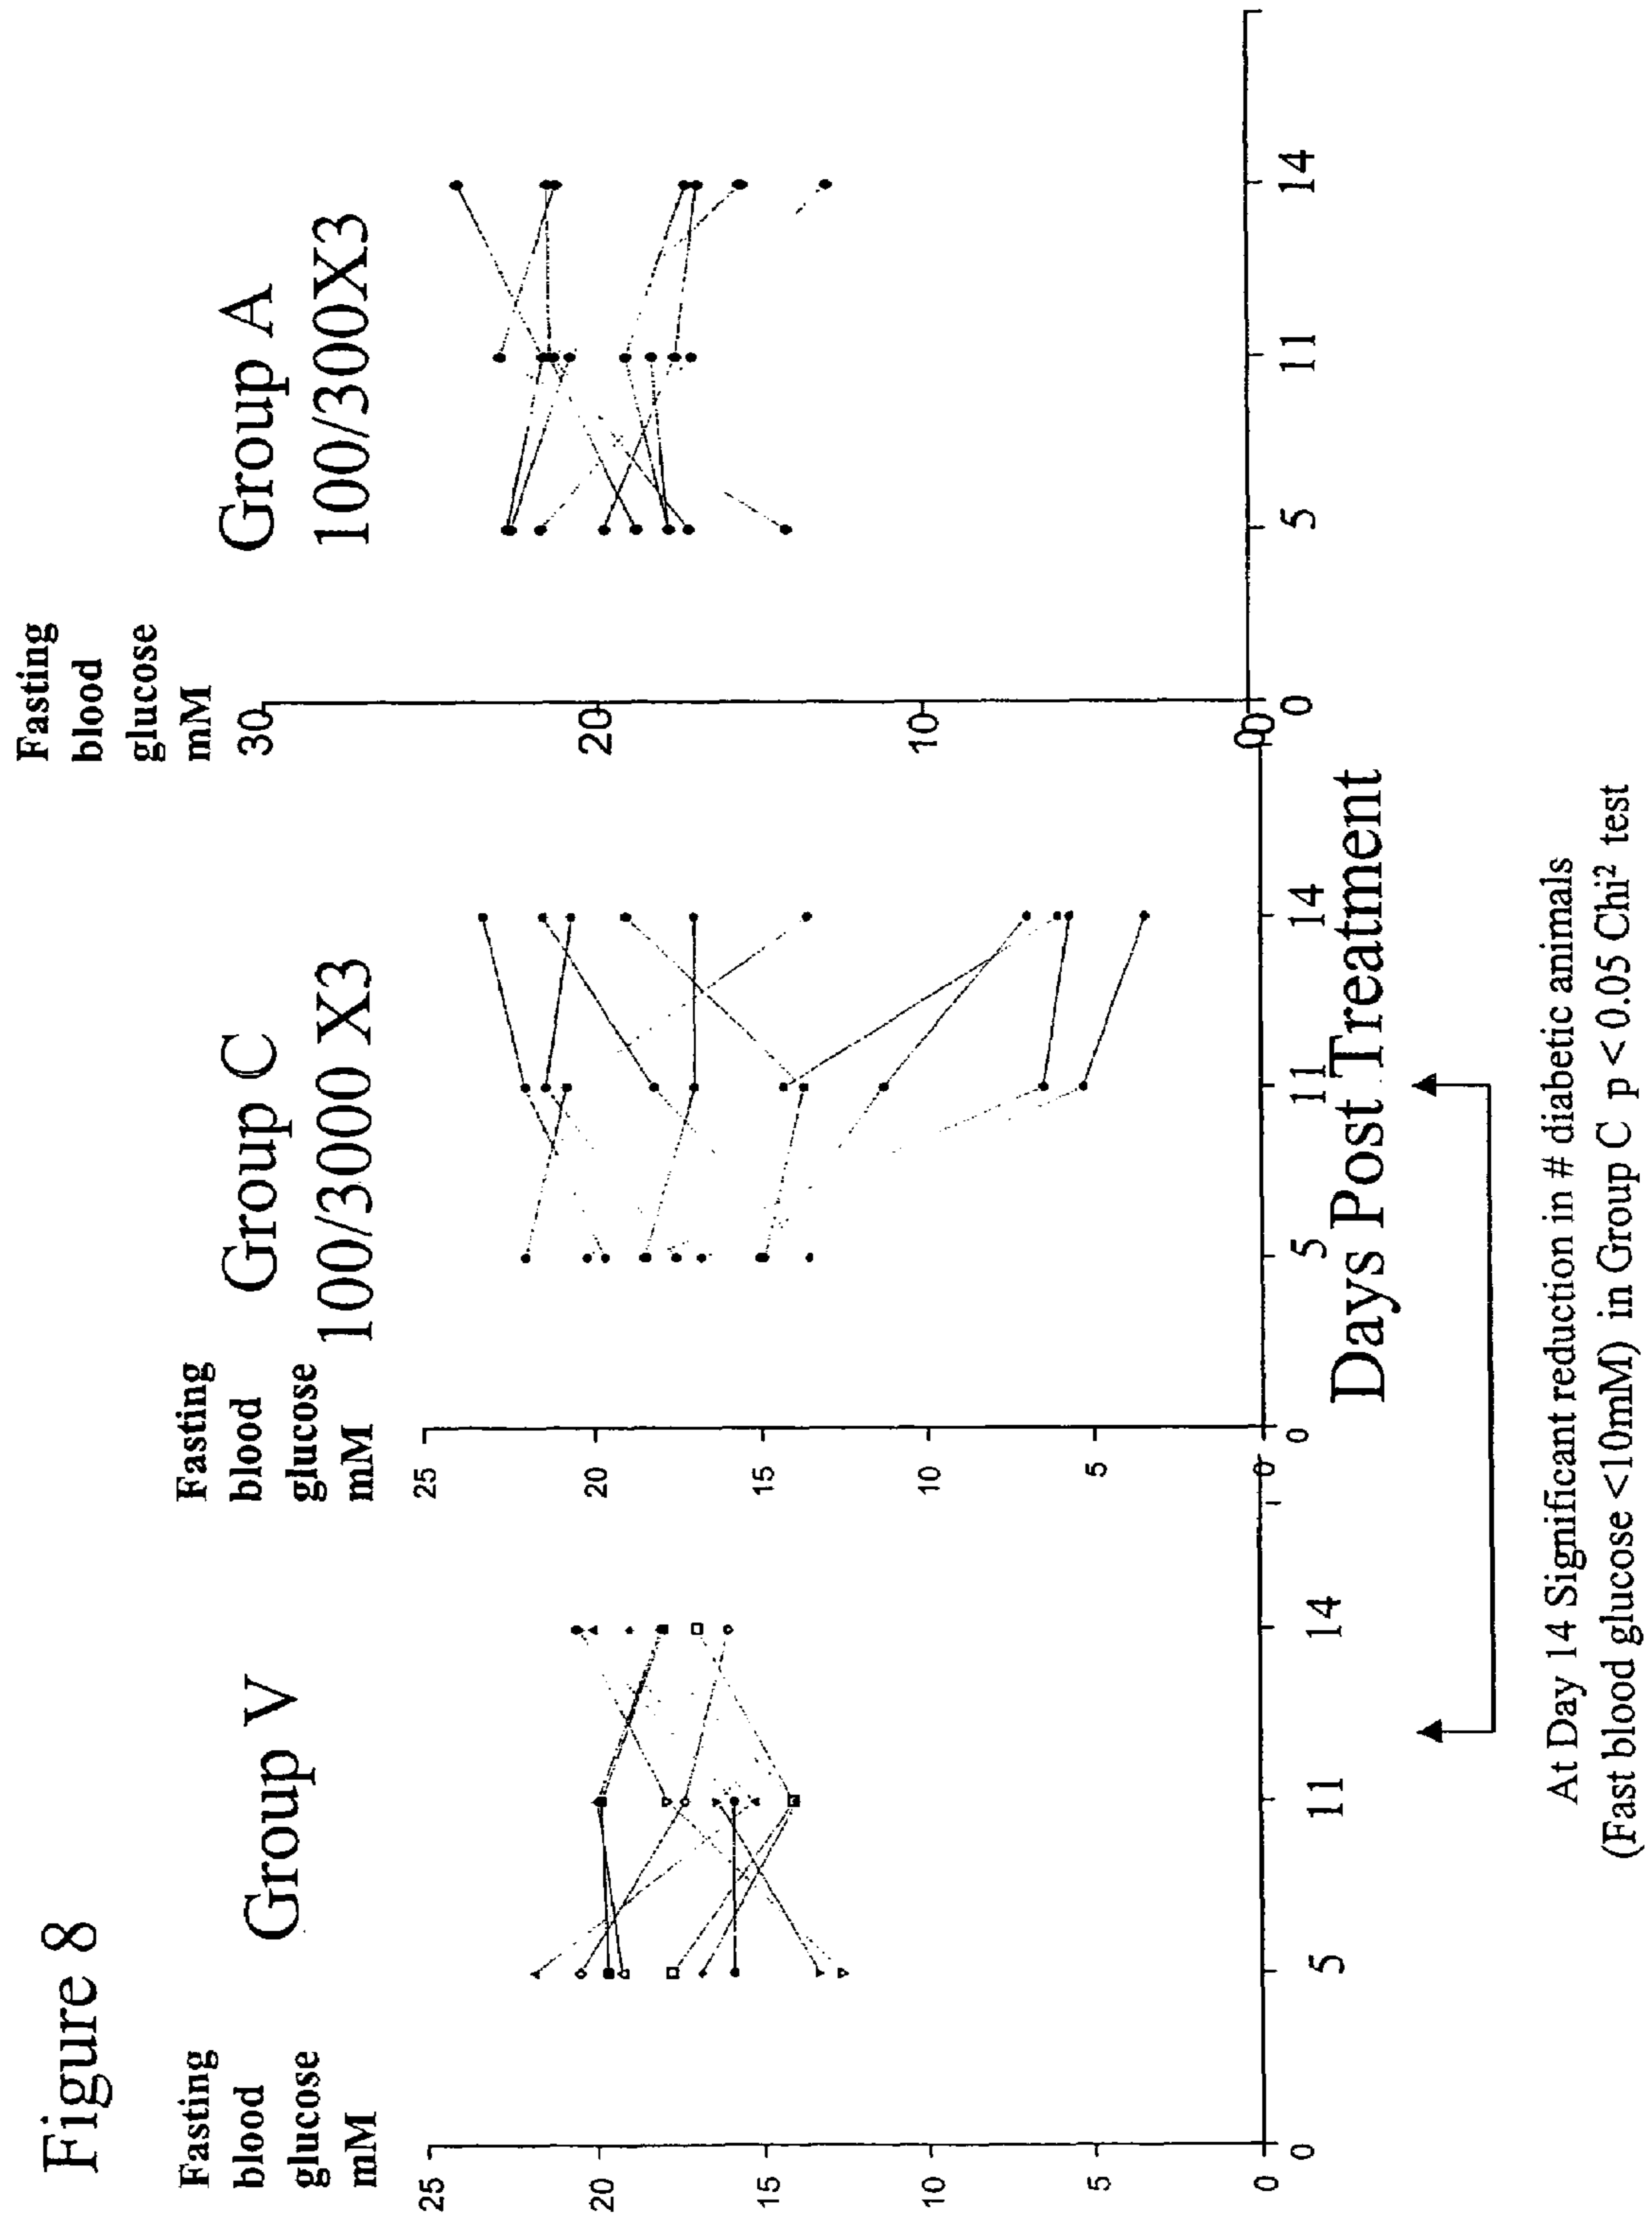 Figure 8
Fasting
blood
glucose
mM
Group V
25
20
15
10
5
0
0
5
11
14
Fasting
blood
glucose
mM
Group C
100/3000 X3
25
20
15
10
5
0
0
5
11
14
Fasting
blood
glucose
mM
Group A
100/300X3
30
20
10
0
0
0
5
11
14
Days Post Treatment
At Day 14 Significant reduction in # diabetic animals
(Fast blood glucose <10mM) in Group C p < 0.05 Chi² test